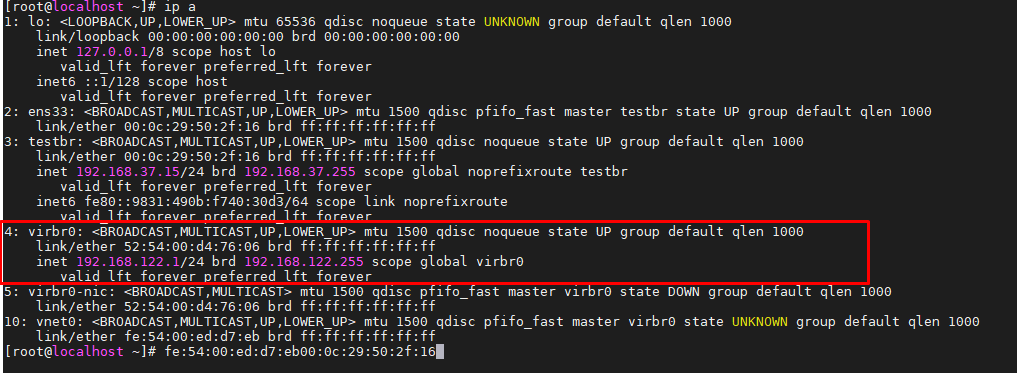 [root@localhost ~]# ip a
1: lo: <LOOPBACK,UP,LOWER_UP> mtu 65536 qdisc noqueue state UNKNOWN group default qlen 1000
    link/loopback 00:00:00:00:00:00 brd 00:00:00:00:00:00
    inet 127.0.0.1/8 scope host lo
       valid_lft forever preferred_lft forever
    inet6 ::1/128 scope host
       valid_lft forever preferred_lft forever
2: ens33: <BROADCAST,MULTICAST,UP,LOWER_UP> mtu 1500 qdisc pfifo_fast master testbr state UP group default qlen 1000
    link/ether 00:0c:29:50:2f:16 brd ff:ff:ff:ff:ff:ff
3: testbr: <BROADCAST,MULTICAST,UP,LOWER_UP> mtu 1500 qdisc noqueue state UP group default qlen 1000
    link/ether 00:0c:29:50:2f:16 brd ff:ff:ff:ff:ff:ff
    inet 192.168.37.15/24 brd 192.168.37.255 scope global noprefixroute testbr
       valid_lft forever preferred_lft forever
    inet6 fe80::9831:490b:f740:30d3/64 scope link noprefixroute
       valid_lft forever preferred_lft forever
4: virbr0: <BROADCAST,MULTICAST,UP,LOWER_UP> mtu 1500 qdisc noqueue state UP group default qlen 1000
    link/ether 52:54:00:d4:76:06 brd ff:ff:ff:ff:ff:ff
    inet 192.168.122.1/24 brd 192.168.122.255 scope global virbr0
       valid_lft forever preferred_lft forever
5: virbr0-nic: <BROADCAST,MULTICAST> mtu 1500 qdisc pfifo_fast master virbr0 state DOWN group default qlen 1000
    link/ether 52:54:00:d4:76:06 brd ff:ff:ff:ff:ff:ff
10: vnet0: <BROADCAST,MULTICAST,UP,LOWER_UP> mtu 1500 qdisc pfifo_fast master virbr0 state UNKNOWN group default qlen 1000
    link/ether fe:54:00:ed:d7:eb brd ff:ff:ff:ff:ff:ff
[root@localhost ~]# fe:54:00:ed:d7:eb00:0c:29:50:2f:16